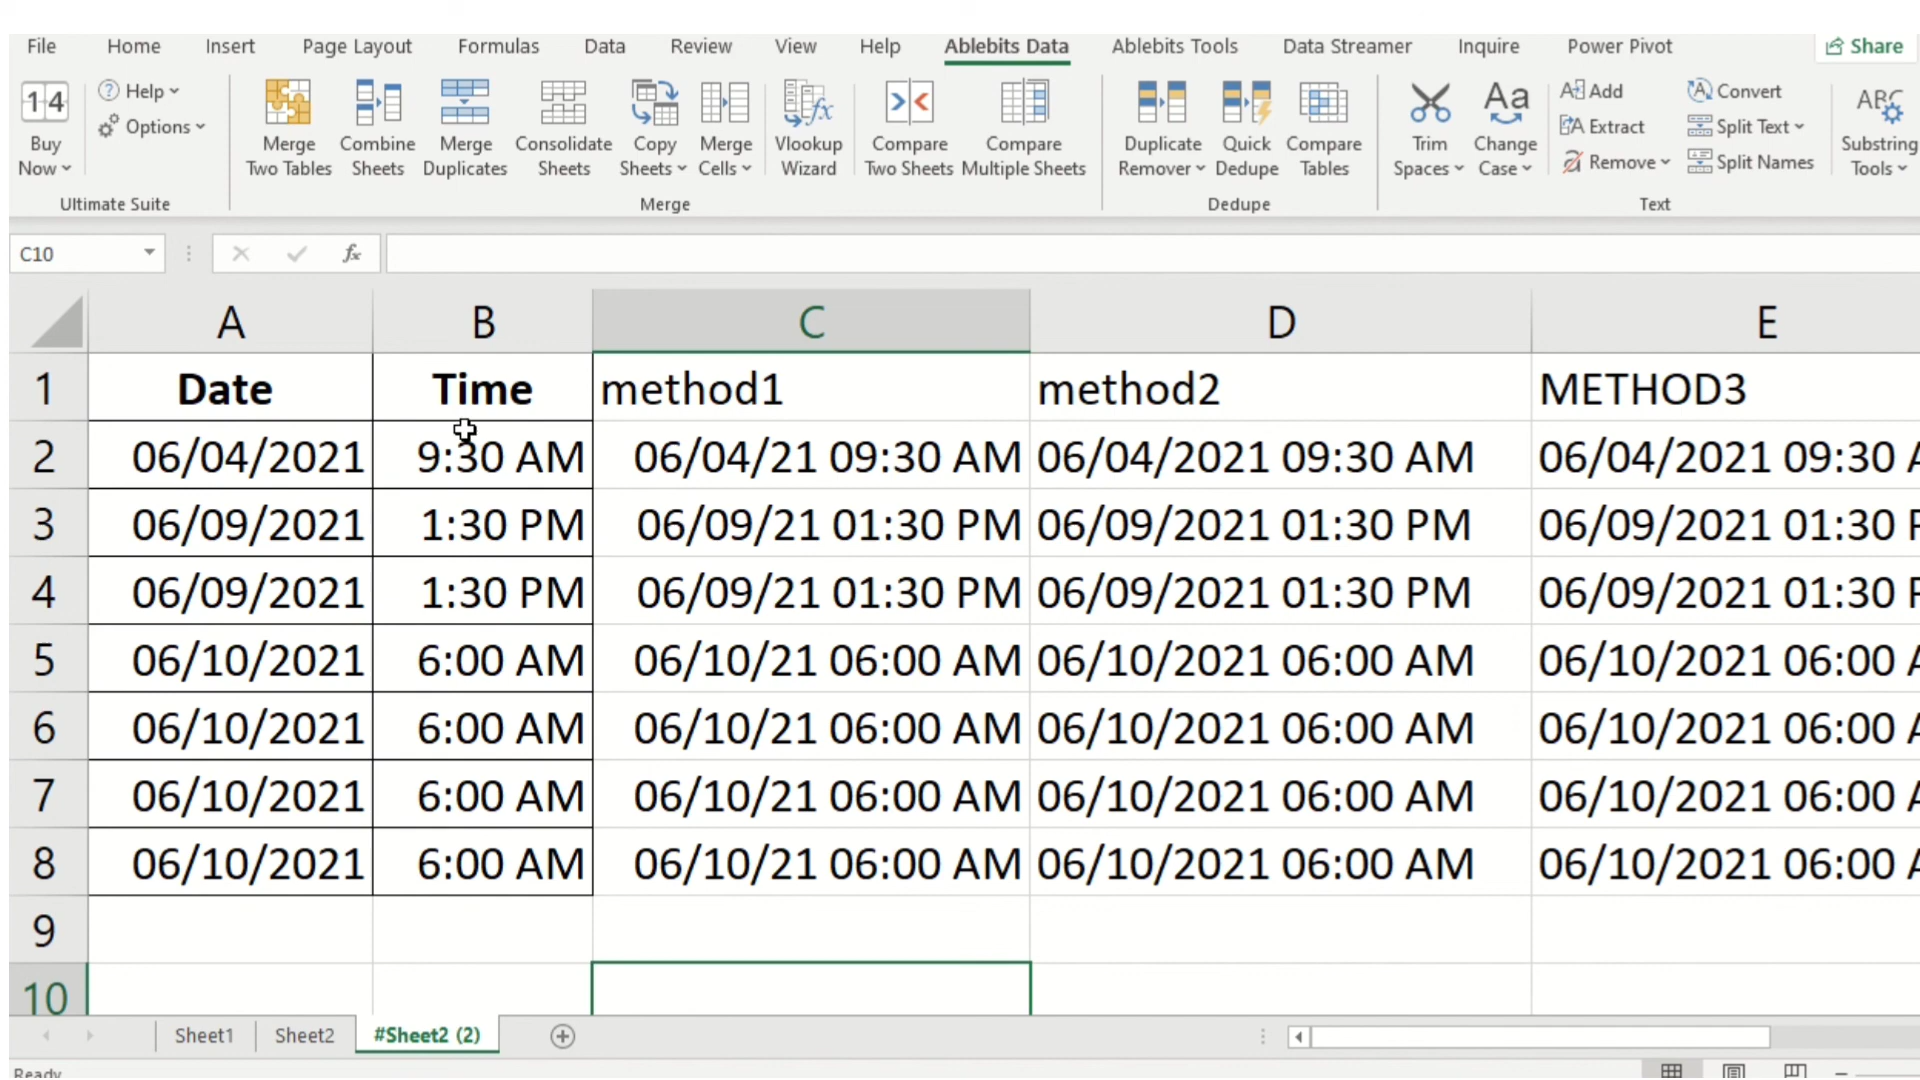 File Home Insert Page Layout Formulas Data Review View Help Ablebits Data Ablebits Tools Data Streamer Inquire Power Pivot Share
14 Buy Now
Help
Options
Ultimate Suite
Merge Two Tables
Combine Sheets
Merge Duplicates
Consolidate Sheets
Copy Sheets
Merge Cells
Vlookup Wizard
Compare Two Sheets
Compare Multiple Sheets
Merge
Duplicate Remover
Quick Dedupe
Compare Tables
Dedupe
Trim Spaces
Aa Change Case
Add
Extract
Remove
Convert
Split Text
Split Names
ABC Substring Tools
Text
C10 fx
A B C D E
1 Date Time method1 method2 METHOD3
2 06/04/2021 9:30 AM 06/04/21 09:30 AM 06/04/2021 09:30 AM 06/04/2021 09:30 A
3 06/09/2021 1:30 PM 06/09/21 01:30 PM 06/09/2021 01:30 PM 06/09/2021 01:30 P
4 06/09/2021 1:30 PM 06/09/21 01:30 PM 06/09/2021 01:30 PM 06/09/2021 01:30 P
5 06/10/2021 6:00 AM 06/10/21 06:00 AM 06/10/2021 06:00 AM 06/10/2021 06:00 A
6 06/10/2021 6:00 AM 06/10/21 06:00 AM 06/10/2021 06:00 AM 06/10/2021 06:00 A
7 06/10/2021 6:00 AM 06/10/21 06:00 AM 06/10/2021 06:00 AM 06/10/2021 06:00 A
8 06/10/2021 6:00 AM 06/10/21 06:00 AM 06/10/2021 06:00 AM 06/10/2021 06:00 A
9
10
Sheet1 Sheet2 #Sheet2 (2)
Ready